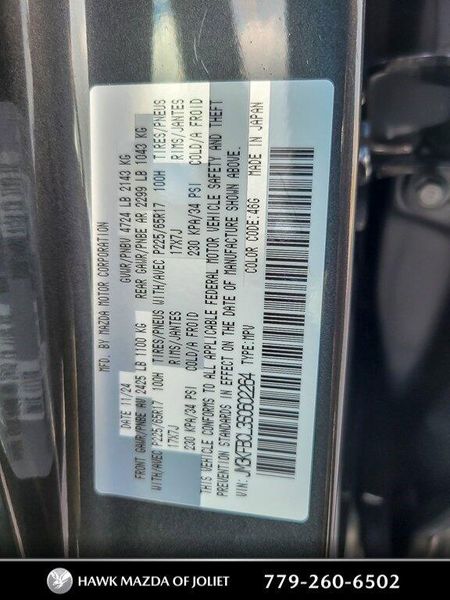 MFD. BY MAZDA MOTOR CORPORATION
DATE 11/24 GVWR/PNBV 4724 LB 2143 KG
FRONT GAWR/PNBE AV 2425 LB 1100 KG REAR GAWR/PNBE AR 2299 LB 1043 KG
WITH/AVEC P225/65R17 100H TIRES/PNEUS WITH/AVEC P225/65R17 100H TIRES/PNEUS
17X7J RIMS/JANTES 17X7J RIMS/JANTES
230 KPA/34 PSI COLD/A FROID 230 KPA/34 PSI COLD/A FROID
THIS VEHICLE CONFORMS TO ALL APPLICABLE FEDERAL MOTOR VEHICLE SAFETY AND THEFT
PREVENTION STANDARDS IN EFFECT ON THE DATE OF MANUFACTURE SHOWN ABOVE.
VIN: TYPE:MPV COLOR CODE:46G MADE IN JAPAN
HAWK MAZDA OF JOLIET 779-260-6502